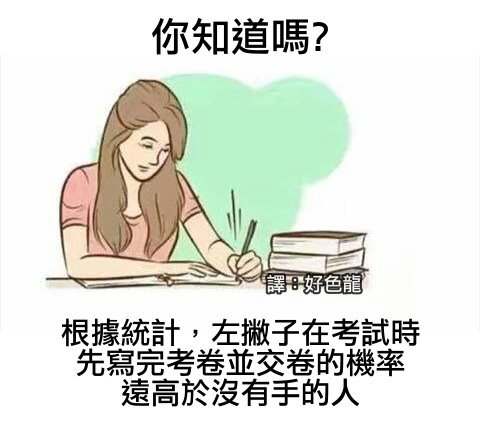 你知道嗎?
譯：好色龍
根據統計，左撇子在考試時
先寫完考卷並交卷的機率
遠高於沒有手的人